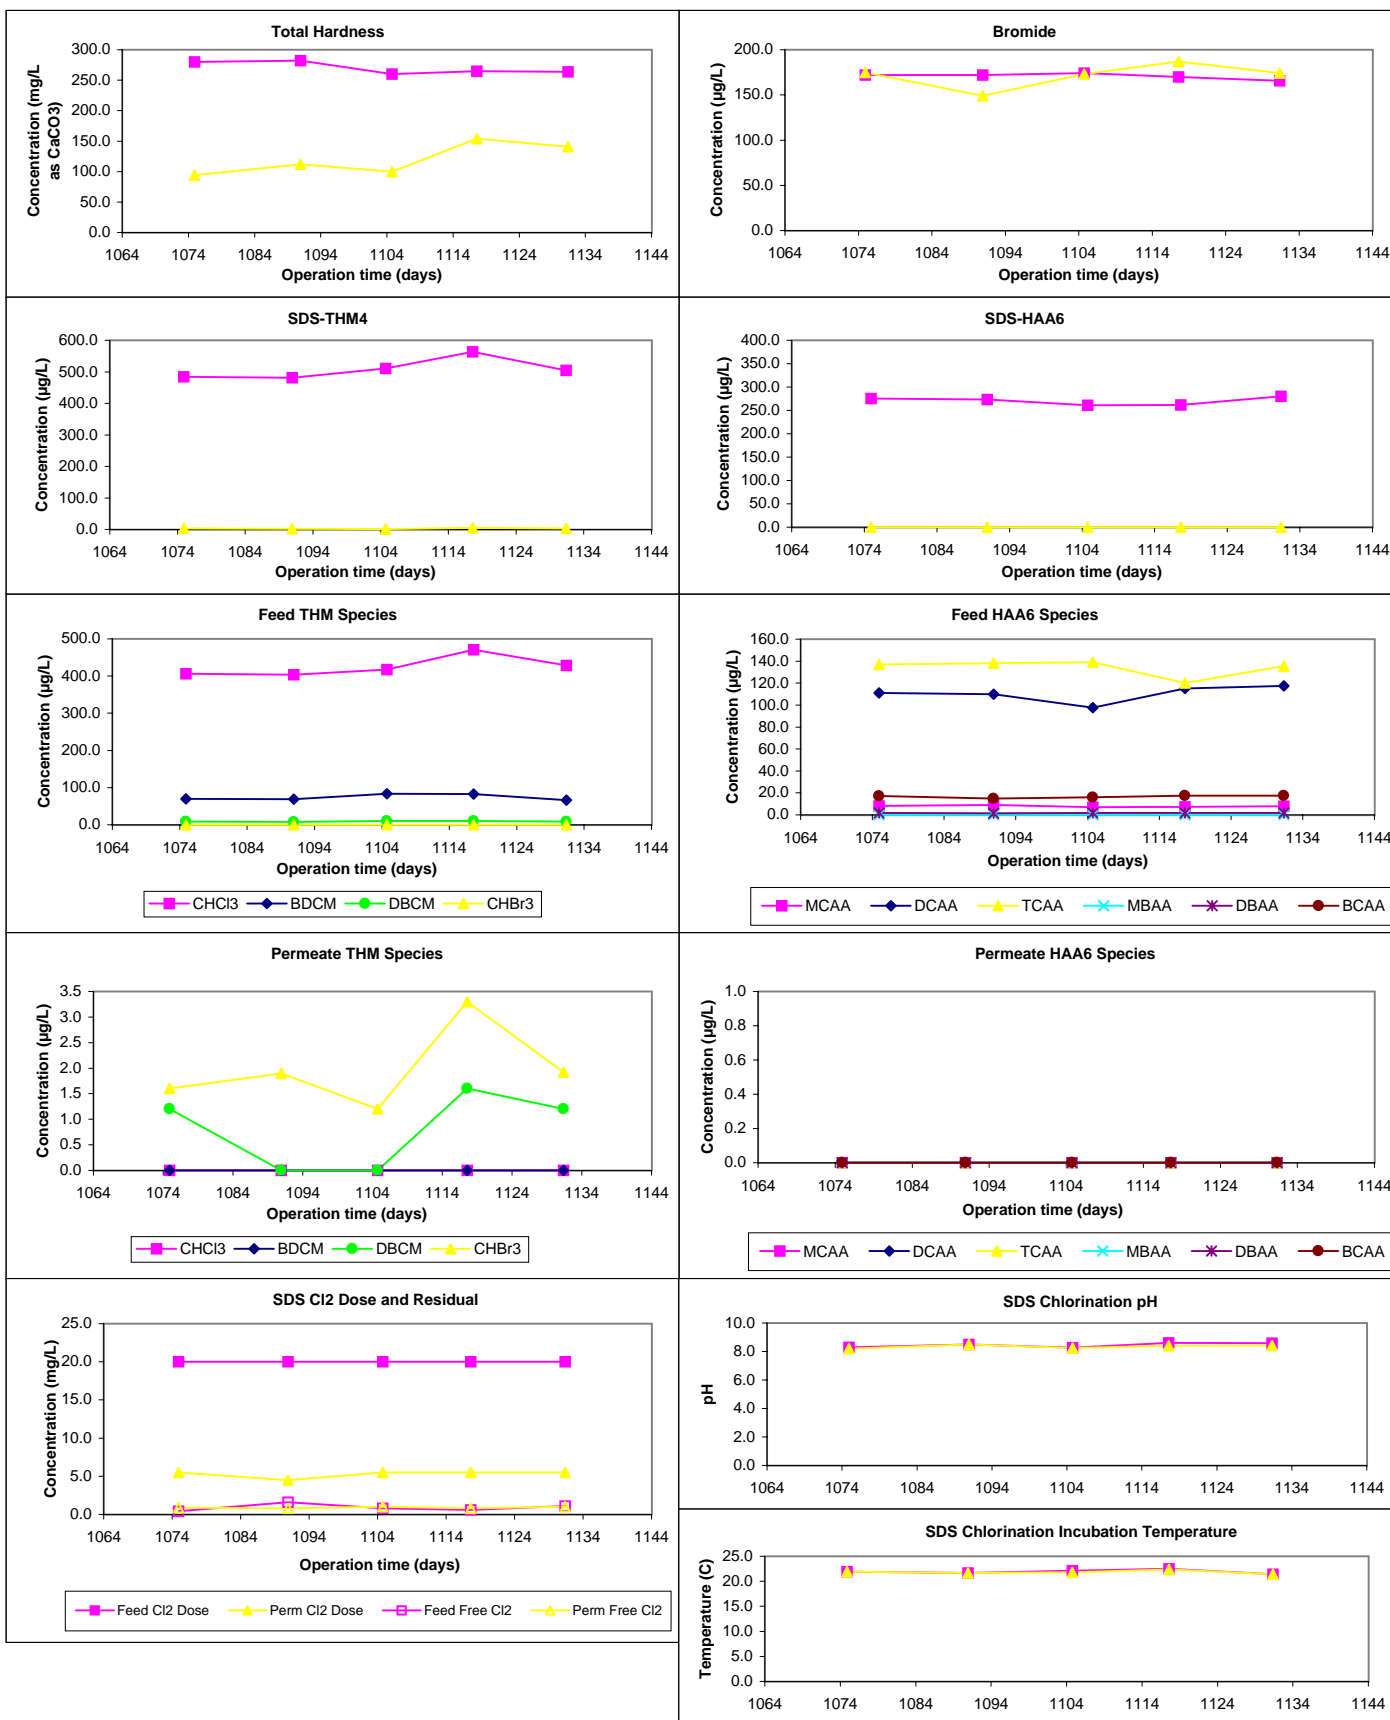 Total Hardness
Concentration (mg/L
as CaCO3)
300.0
250.0
200.0
150.0
100.0
50.0
0.0
1064 1074 1084 1094 1104 1114 1124 1134 1144
Operation time (days)
Bromide
Concentration (µg/L)
200.0
150.0
100.0
50.0
0.0
1064 1074 1084 1094 1104 1114 1124 1134 1144
Operation time (days)
SDS-THM4
Concentration (µg/L)
600.0
500.0
400.0
300.0
200.0
100.0
0.0
1064 1074 1084 1094 1104 1114 1124 1134 1144
Operation time (days)
SDS-HAA6
Concentration (µg/L)
400.0
350.0
300.0
250.0
200.0
150.0
100.0
50.0
0.0
1064 1074 1084 1094 1104 1114 1124 1134 1144
Operation time (days)
Feed THM Species
Concentration (µg/L)
500.0
400.0
300.0
200.0
100.0
0.0
1064 1074 1084 1094 1104 1114 1124 1134 1144
Operation time (days)
CHCl3 BDCM DBCM CHBr3
Feed HAA6 Species
Concentration (µg/L)
160.0
140.0
120.0
100.0
80.0
60.0
40.0
20.0
0.0
1064 1074 1084 1094 1104 1114 1124 1134 1144
Operation time (days)
MCAA DCAA TCAA MBAA DBAA BCAA
Permeate THM Species
Concentration (µg/L)
3.5
3.0
2.5
2.0
1.5
1.0
0.5
0.0
1064 1074 1084 1094 1104 1114 1124 1134 1144
Operation time (days)
CHCl3 BDCM DBCM CHBr3
Permeate HAA6 Species
Concentration (µg/L)
1.0
0.8
0.6
0.4
0.2
0.0
1064 1074 1084 1094 1104 1114 1124 1134 1144
Operation time (days)
MCAA DCAA TCAA MBAA DBAA BCAA
SDS Cl2 Dose and Residual
Concentration (mg/L)
25.0
20.0
15.0
10.0
5.0
0.0
1064 1074 1084 1094 1104 1114 1124 1134 1144
Operation time (days)
Feed Cl2 Dose Perm Cl2 Dose Feed Free Cl2 Perm Free Cl2
SDS Chlorination pH
pH
10.0
8.0
6.0
4.0
2.0
0.0
1064 1074 1084 1094 1104 1114 1124 1134 1144
SDS Chlorination Incubation Temperature
Temperature (C)
25.0
20.0
15.0
10.0
5.0
0.0
1064 1074 1084 1094 1104 1114 1124 1134 1144